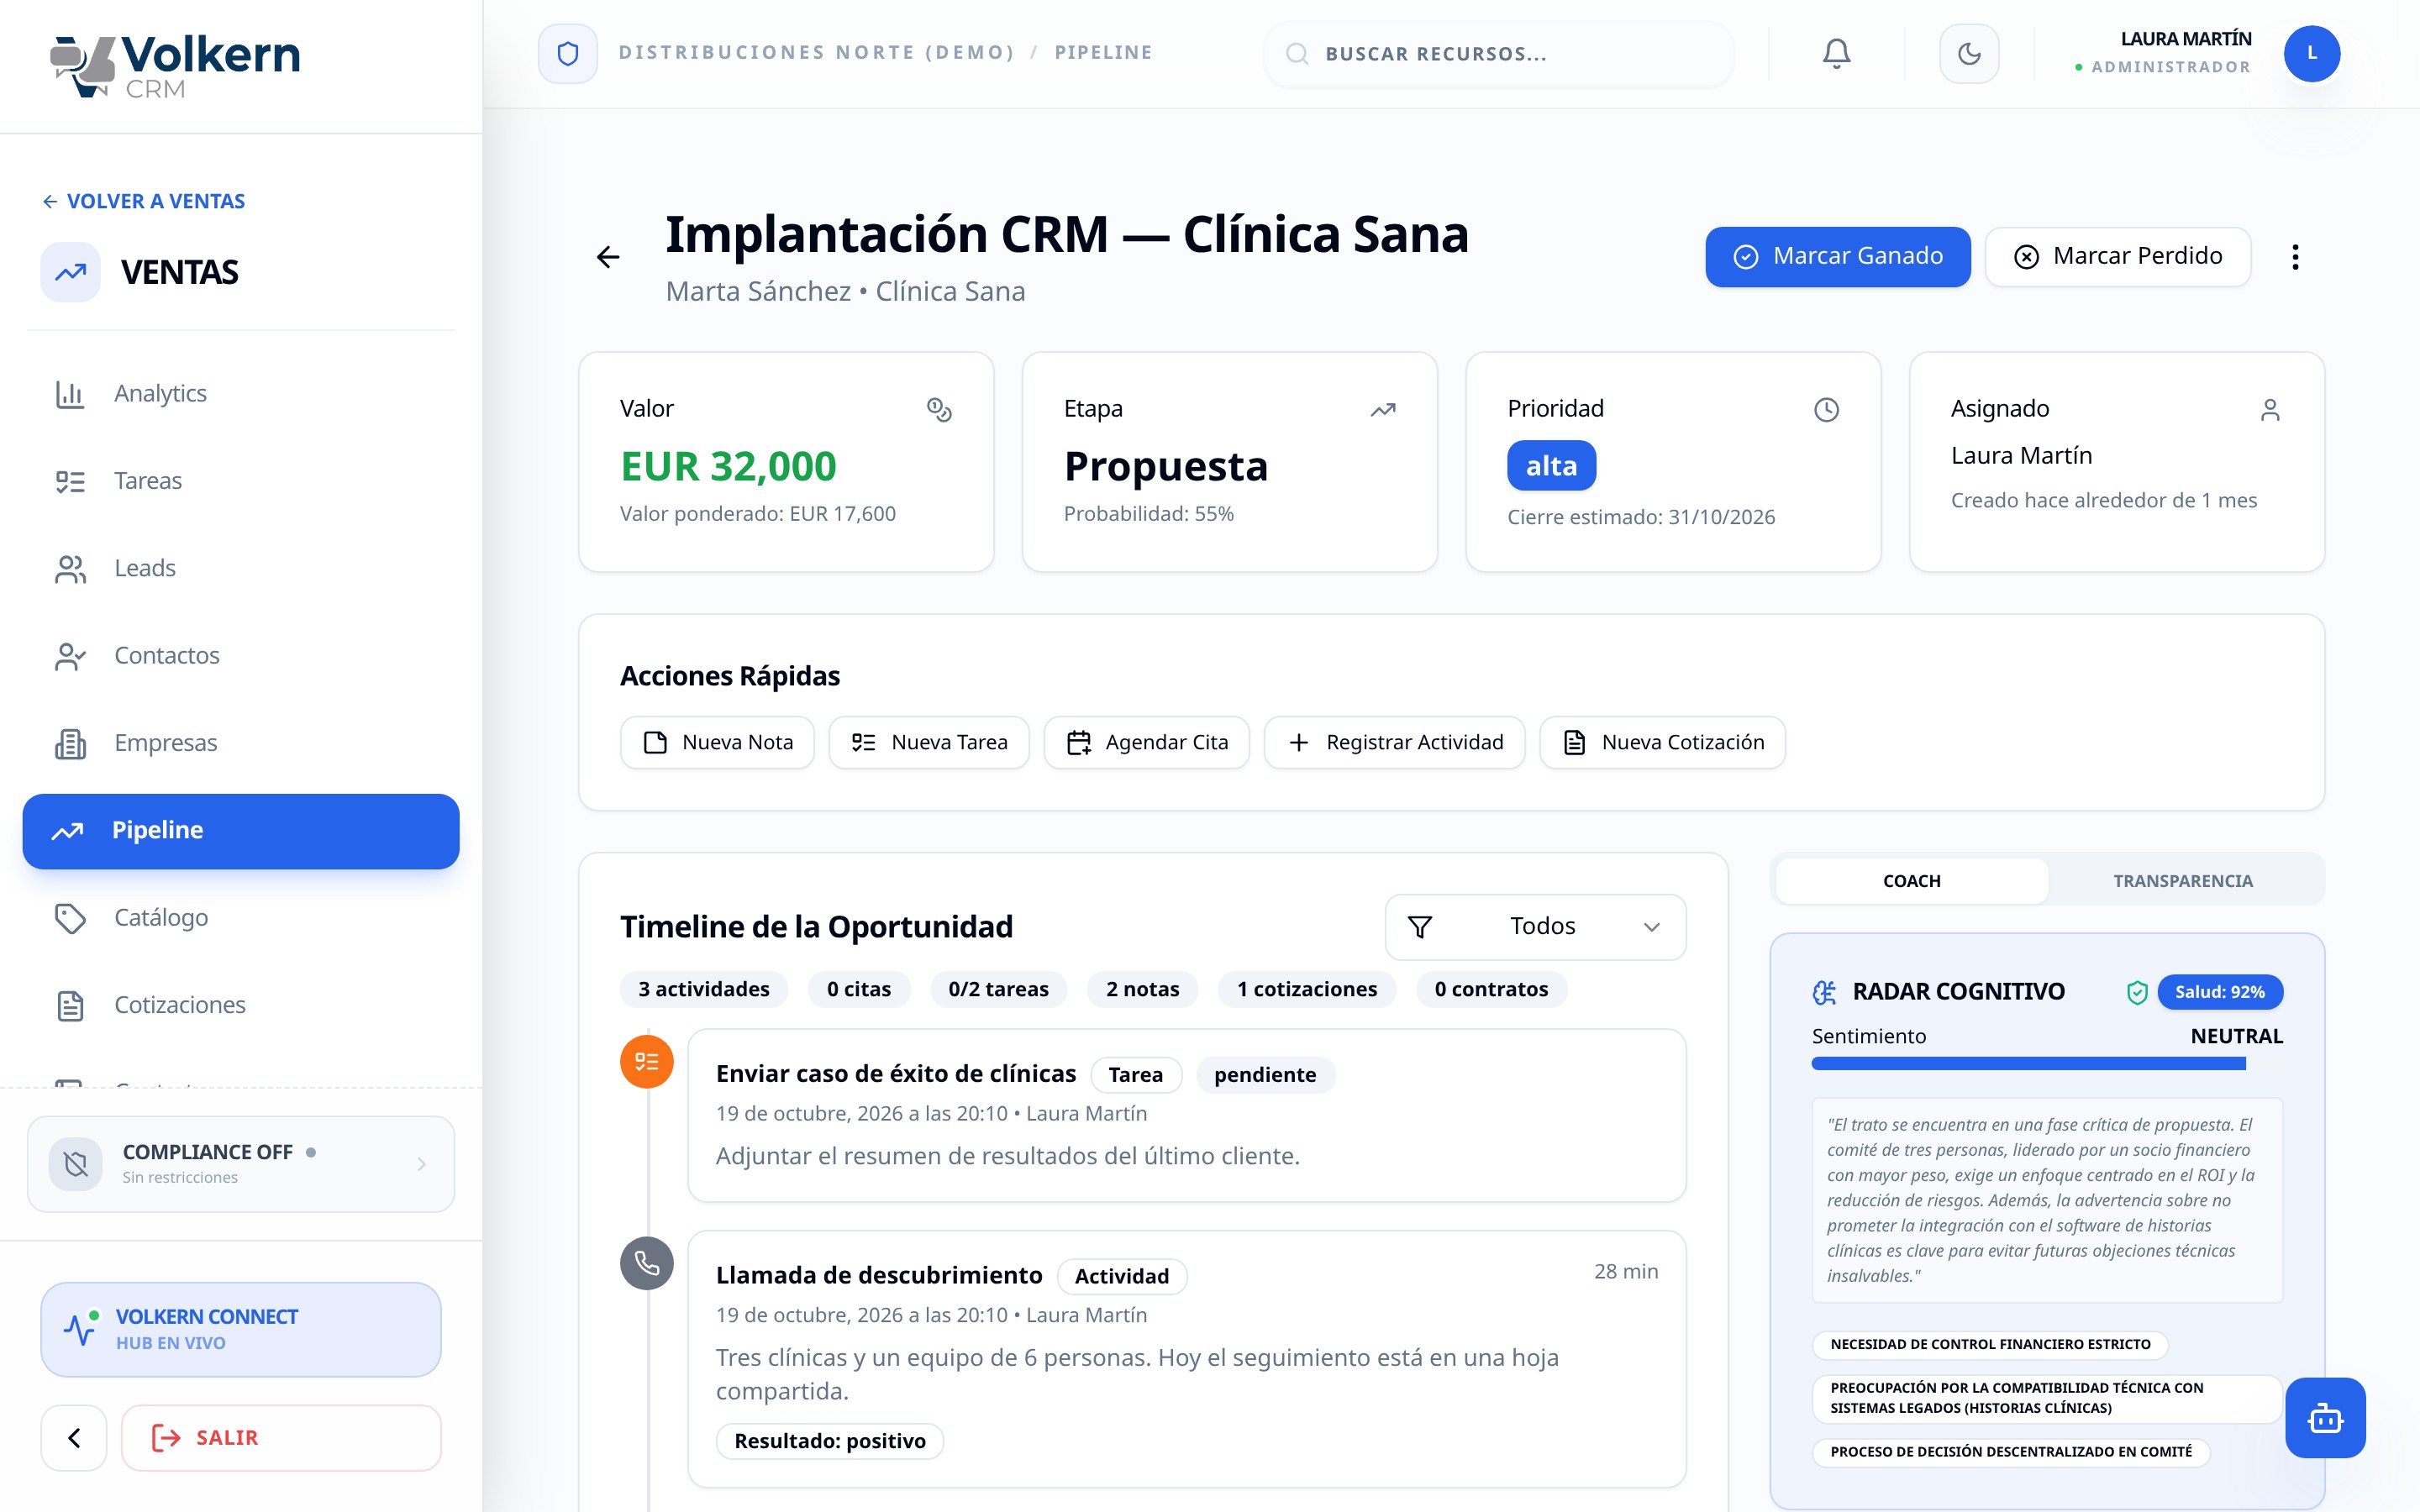 Volkern
CRM
DISTRIBUCIONES NORTE (DEMO) / PIPELINE
BUSCAR RECURSOS...
LAURA MARTÍN
ADMINISTRADOR
L
VOLVER A VENTAS
VENTAS
Analytics
Tareas
Leads
Contactos
Empresas
Pipeline
Catálogo
Cotizaciones
COMPLIANCE OFF
Sin restricciones
VOLKERN CONNECT
HUB EN VIVO
SALIR
Implantación CRM — Clínica Sana
Marta Sánchez • Clínica Sana
Marcar Ganado
Marcar Perdido
Valor
EUR 32,000
Valor ponderado: EUR 17,600
Etapa
Propuesta
Probabilidad: 55%
Prioridad
alta
Cierre estimado: 31/10/2026
Asignado
Laura Martín
Creado hace alrededor de 1 mes
Acciones Rápidas
Nueva Nota
Nueva Tarea
Agendar Cita
Registrar Actividad
Nueva Cotización
Timeline de la Oportunidad
Todos
3 actividades
0 citas
0/2 tareas
2 notas
1 cotizaciones
0 contratos
Enviar caso de éxito de clínicas
Tarea
pendiente
19 de octubre, 2026 a las 20:10 • Laura Martín
Adjuntar el resumen de resultados del último cliente.
Llamada de descubrimiento
Actividad
28 min
19 de octubre, 2026 a las 20:10 • Laura Martín
Tres clínicas y un equipo de 6 personas. Hoy el seguimiento está en una hoja
compartida.
Resultado: positivo
COACH
TRANSPARENCIA
RADAR COGNITIVO
Salud: 92%
Sentimiento
NEUTRAL
"El trato se encuentra en una fase crítica de propuesta. El
comité de tres personas, liderado por un socio financiero
con mayor peso, exige un enfoque centrado en el ROI y la
reducción de riesgos. Además, la advertencia sobre no
prometer la integración con el software de historias
clínicas es clave para evitar futuras objeciones técnicas
insalvables."
NECESIDAD DE CONTROL FINANCIERO ESTRICTO
PREOCUPACIÓN POR LA COMPATIBILIDAD TÉCNICA CON
SISTEMAS LEGADOS (HISTORIAS CLÍNICAS)
PROCESO DE DECISIÓN DESCENTRALIZADO EN COMITÉ